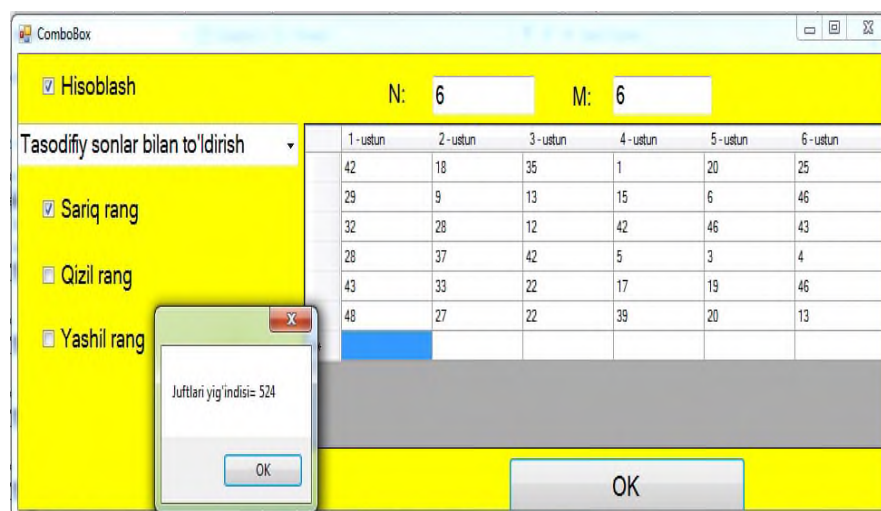 ComboBox
Hisoblash
N: 6 M: 6
Tasodifiy sonlar bilan to'ldirish
1 - ustun 2 - ustun 3 - ustun 4 - ustun 5 - ustun 6 - ustun
42 18 35 1 20 25
29 9 13 15 6 46
32 28 12 42 46 43
28 37 42 5 3 4
43 33 22 17 19 46
48 27 22 39 20 13
Sariq rang
Qizil rang
Yashil rang
Juftlari yig'indisi= 524
OK
OK